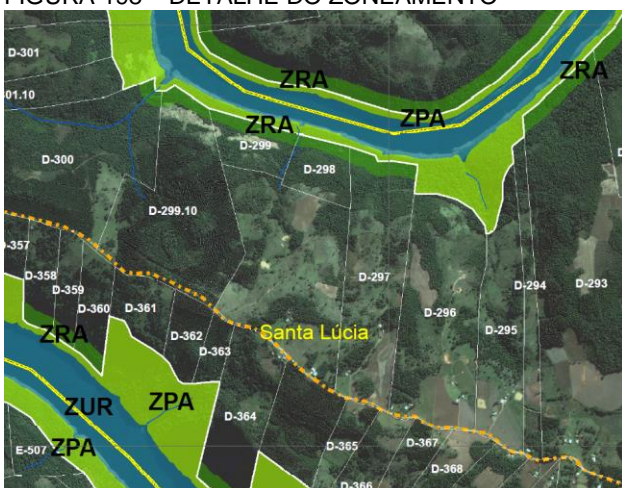 FIGURA 108 – DETALHE DO ZONEAMENTO
D-301
01.10
ZRA
ZRA
ZPA
ZRA
D-299
D-300
D-298
D-299.10
D-357
D-297
D-294
D-293
D-358
D-359
D-360
D-361
D-296
D-295
D-362
Santa Lúcia
ZRA
D-363
ZUR
ZPA
D-364
E-507
ZPA
D-365
D-367
D-368
D-366